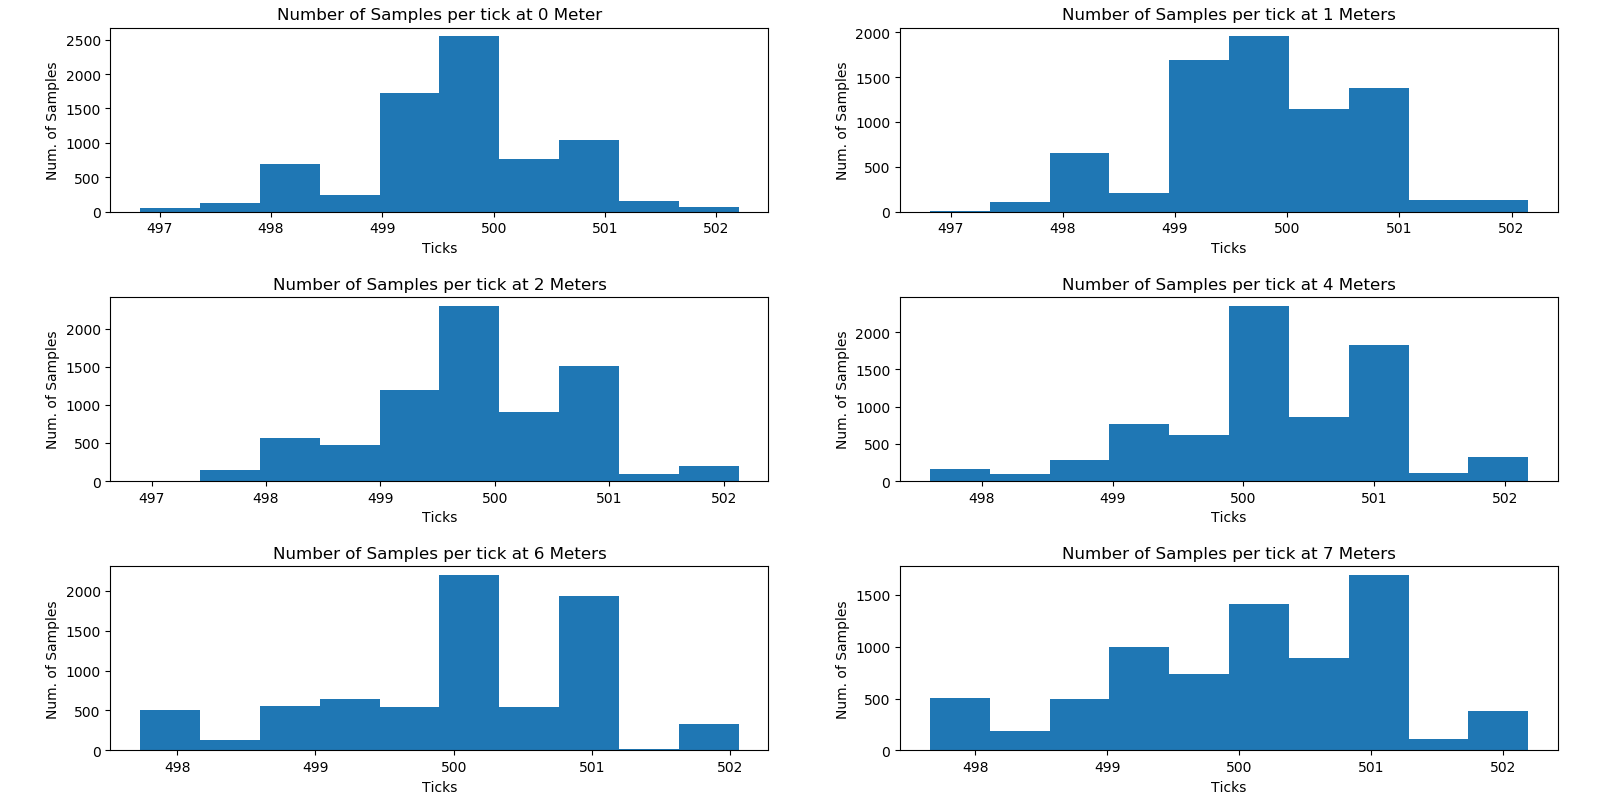 Number of Samples per tick at 0 Meter
Num. of Samples
2500
2000
1500
1000
500
0
497 498 499 500 501 502
Ticks
Number of Samples per tick at 1 Meters
Num. of Samples
2000
1500
1000
500
0
497 498 499 500 501 502
Ticks
Number of Samples per tick at 2 Meters
Num. of Samples
2000
1500
1000
500
0
497 498 499 500 501 502
Ticks
Number of Samples per tick at 4 Meters
Num. of Samples
2000
1500
1000
500
0
498 499 500 501 502
Ticks
Number of Samples per tick at 6 Meters
Num. of Samples
2000
1500
1000
500
0
498 499 500 501 502
Ticks
Number of Samples per tick at 7 Meters
Num. of Samples
1500
1000
500
0
498 499 500 501 502
Ticks